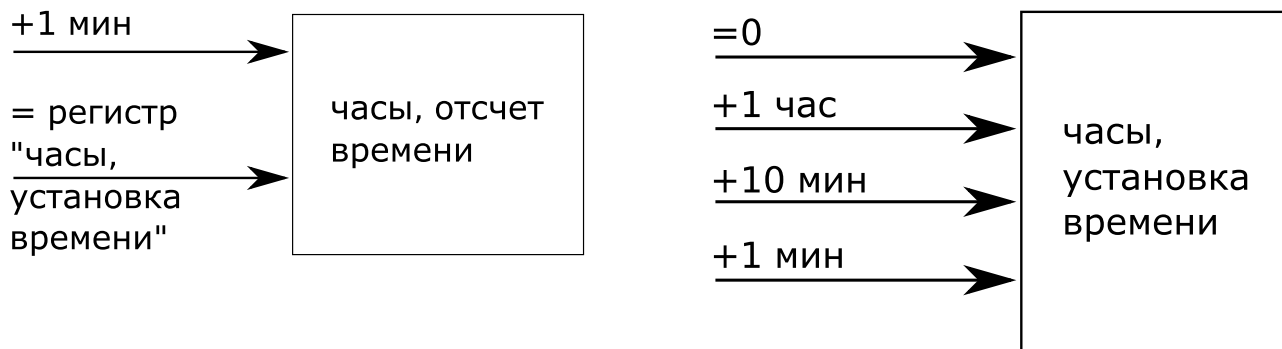 +1 мин
= регистр
"часы,
установка
времени"
часы, отсчет
времени
=0
+1 час
+10 мин
+1 мин
часы,
установка
времени